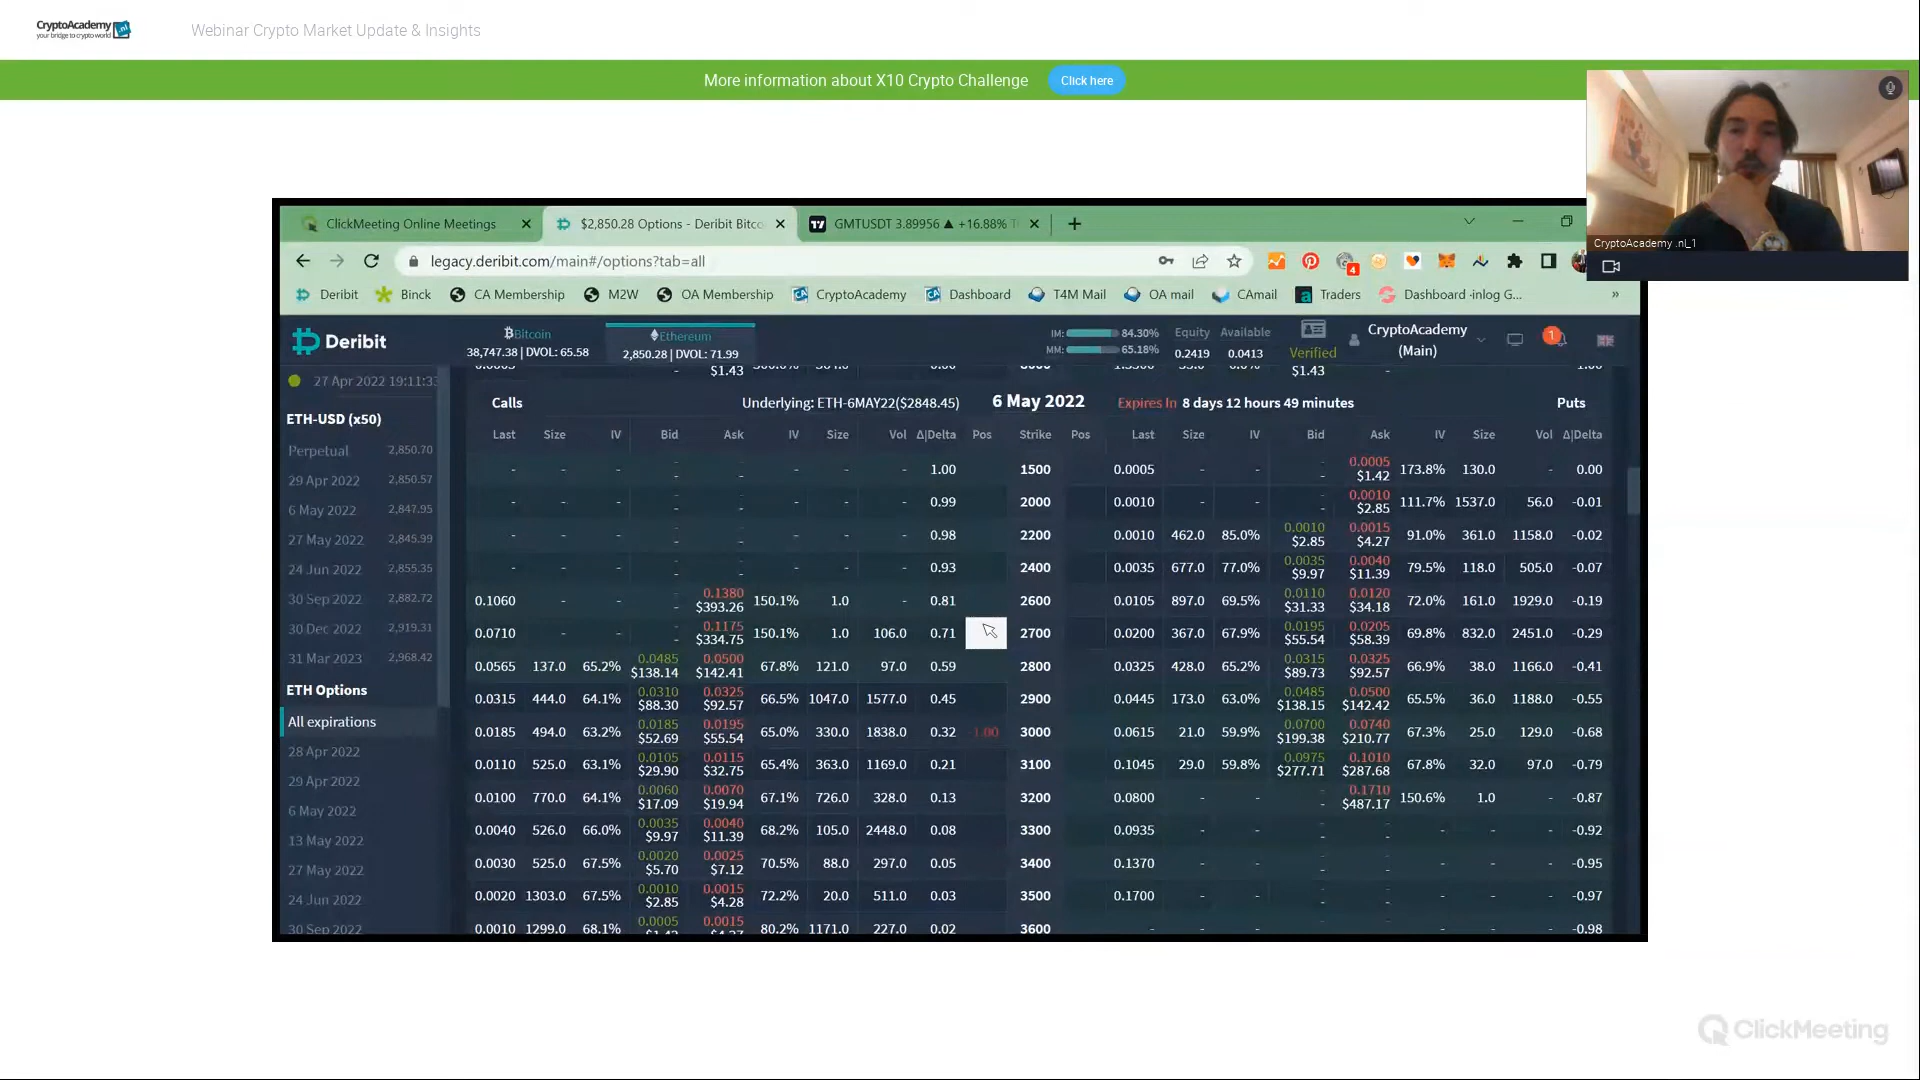 CryptoAcademy .nl
your bridge to crypto world
Webinar Crypto Market Update & Insights
More information about X10 Crypto Challenge Click here
CryptoAcademy .nl_1
ClickMeeting Online Meetings $2,850.28 Options - Deribit Bitco GMTUSDT 3.89956 ▲ +16.88%
legacy.deribit.com/main#/options?tab=all 4
Deribit Binck CA Membership M2W OA Membership CryptoAcademy Dashboard T4M Mail OA mail CAmail Traders Dashboard ·inlog G... »
Deribit
Bitcoin
38,747.38 | DVOL: 65.58
Ethereum
2,850.28 | DVOL: 71.99
IM: 84.30%
MM: 65.18%
Equity
0.2419
Available
0.0413
Verified
CryptoAcademy
(Main)
1
27 Apr 2022 19:11:33
ETH-USD (x50)
Perpetual 2,850.70
29 Apr 2022 2,850.57
6 May 2022 2,847.95
27 May 2022 2,845.99
24 Jun 2022 2,855.35
30 Sep 2022 2,882.72
30 Dec 2022 2,919.31
31 Mar 2023 2,968.42
ETH Options
All expirations
28 Apr 2022
29 Apr 2022
6 May 2022
13 May 2022
27 May 2022
24 Jun 2022
30 Sep 2022
- $1.43 $1.43 -
Calls Underlying: ETH-6MAY22($2848.45) 6 May 2022 Expires In 8 days 12 hours 49 minutes Puts
Last Size IV Bid Ask IV Size Vol Δ|Delta Pos Strike Pos Last Size IV Bid Ask IV Size Vol Δ|Delta
- - - - - - - - 1.00 1500 0.0005 - - - 0.0005 $1.42 173.8% 130.0 - 0.00
- - - - - - - - 0.99 2000 0.0010 - - - 0.0010 $2.85 111.7% 1537.0 56.0 -0.01
- - - - - - - - 0.98 2200 0.0010 462.0 85.0% 0.0010 $2.85 0.0015 $4.27 91.0% 361.0 1158.0 -0.02
- - - - - - - - 0.93 2400 0.0035 677.0 77.0% 0.0035 $9.97 0.0040 $11.39 79.5% 118.0 505.0 -0.07
0.1060 - - - 0.1380 $393.26 150.1% 1.0 - 0.81 2600 0.0105 897.0 69.5% 0.0110 $31.33 0.0120 $34.18 72.0% 161.0 1929.0 -0.19
0.0710 - - - 0.1175 $334.75 150.1% 1.0 106.0 0.71 2700 0.0200 367.0 67.9% 0.0195 $55.54 0.0205 $58.39 69.8% 832.0 2451.0 -0.29
0.0565 137.0 65.2% 0.0485 $138.14 0.0500 $142.41 67.8% 121.0 97.0 0.59 2800 0.0325 428.0 65.2% 0.0315 $89.73 0.0325 $92.57 66.9% 38.0 1166.0 -0.41
0.0315 444.0 64.1% 0.0310 $88.30 0.0325 $92.57 66.5% 1047.0 1577.0 0.45 2900 0.0445 173.0 63.0% 0.0485 $138.15 0.0500 $142.42 65.5% 36.0 1188.0 -0.55
0.0185 494.0 63.2% 0.0185 $52.69 0.0195 $55.54 65.0% 330.0 1838.0 0.32 -1.00 3000 0.0615 21.0 59.9% 0.0700 $199.38 0.0740 $210.77 67.3% 25.0 129.0 -0.68
0.0110 525.0 63.1% 0.0105 $29.90 0.0115 $32.75 65.4% 363.0 1169.0 0.21 3100 0.1045 29.0 59.8% 0.0975 $277.71 0.1010 $287.68 67.8% 32.0 97.0 -0.79
0.0100 770.0 64.1% 0.0060 $17.09 0.0070 $19.94 67.1% 726.0 328.0 0.13 3200 0.0800 - - - 0.1710 $487.17 150.6% 1.0 - -0.87
0.0040 526.0 66.0% 0.0035 $9.97 0.0040 $11.39 68.2% 105.0 2448.0 0.08 3300 0.0935 - - - - - - - -0.92
0.0030 525.0 67.5% 0.0020 $5.70 0.0025 $7.12 70.5% 88.0 297.0 0.05 3400 0.1370 - - - - - - - -0.95
0.0020 1303.0 67.5% 0.0010 $2.85 0.0015 $4.28 72.2% 20.0 511.0 0.03 3500 0.1700 - - - - - - - -0.97
0.0010 1299.0 68.1% 0.0005 0.0015 80.2% 1171.0 227.0 0.02 3600 - - - - - - - - -0.98
ClickMeeting